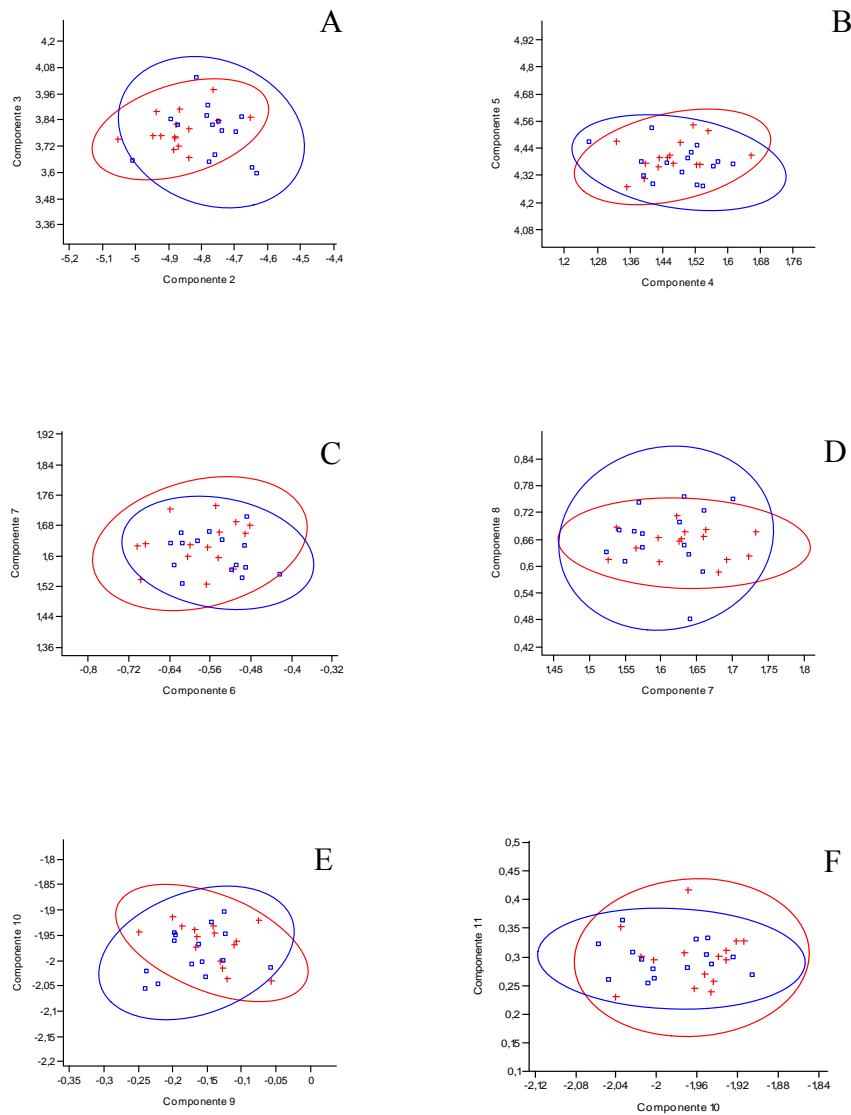 A
4,2
4,08
3,96
3,84
3,72
3,6
3,48
3,36
Componente 3
-5,2 -5,1 -5 -4,9 -4,8 -4,7 -4,6 -4,5 -4,4
Componente 2
B
4,92
4,8
4,68
4,56
4,44
4,32
4,2
4,08
Componente 5
1,2 1,28 1,36 1,44 1,52 1,6 1,68 1,76
Componente 4
C
1,92
1,84
1,76
1,68
1,6
1,52
1,44
1,36
Componente 7
-0,8 -0,72 -0,64 -0,56 -0,48 -0,4 -0,32
Componente 6
D
0,84
0,78
0,72
0,66
0,6
0,54
0,48
0,42
Componente 8
1,45 1,5 1,55 1,6 1,65 1,7 1,75 1,8
Componente 7
E
-1,8
-1,85
-1,9
-1,95
-2
-2,05
-2,1
-2,15
-2,2
Componente 10
-0,35 -0,3 -0,25 -0,2 -0,15 -0,1 -0,05 0
Componente 9
F
0,5
0,45
0,4
0,35
0,3
0,25
0,2
0,15
0,1
Componente 11
-2,12 -2,08 -2,04 -2 -1,96 -1,92 -1,88 -1,84
Componente 10